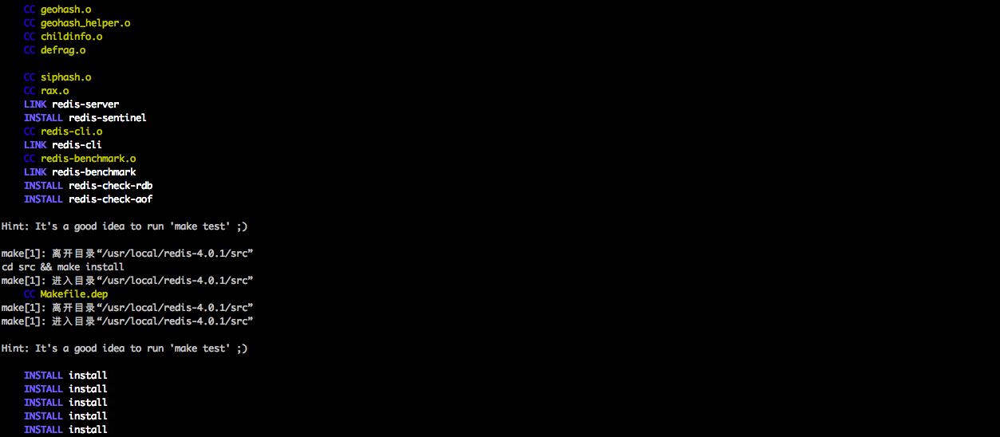 CC geohash.o
CC geohash_helper.o
CC childinfo.o
CC defrag.o
CC siphash.o
CC rax.o
LINK redis-server
INSTALL redis-sentinel
CC redis-cli.o
LINK redis-cli
CC redis-benchmark.o
LINK redis-benchmark
INSTALL redis-check-rdb
INSTALL redis-check-aof
Hint: It's a good idea to run 'make test' ;)
make[1]: 离开目录“/usr/local/redis-4.0.1/src”
cd src && make install
make[1]: 进入目录“/usr/local/redis-4.0.1/src”
CC Makefile.dep
make[1]: 离开目录“/usr/local/redis-4.0.1/src”
make[1]: 进入目录“/usr/local/redis-4.0.1/src”
Hint: It's a good idea to run 'make test' ;)
INSTALL install
INSTALL install
INSTALL install
INSTALL install
INSTALL install